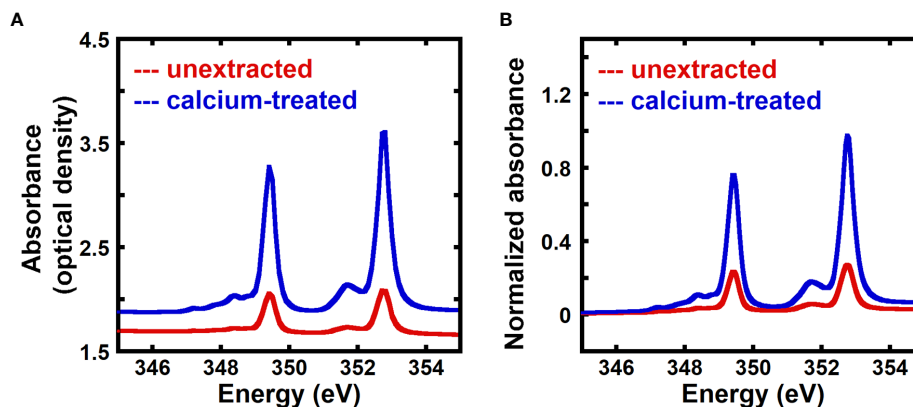 A
Absorbance
(optical density)
4.5
3.5
2.5
1.5
--- unextracted
--- calcium-treated
346 348 350 352 354
Energy (eV)
B
Normalized absorbance
1.2
0.8
0.4
0
--- unextracted
--- calcium-treated
346 348 350 352 354
Energy (eV)